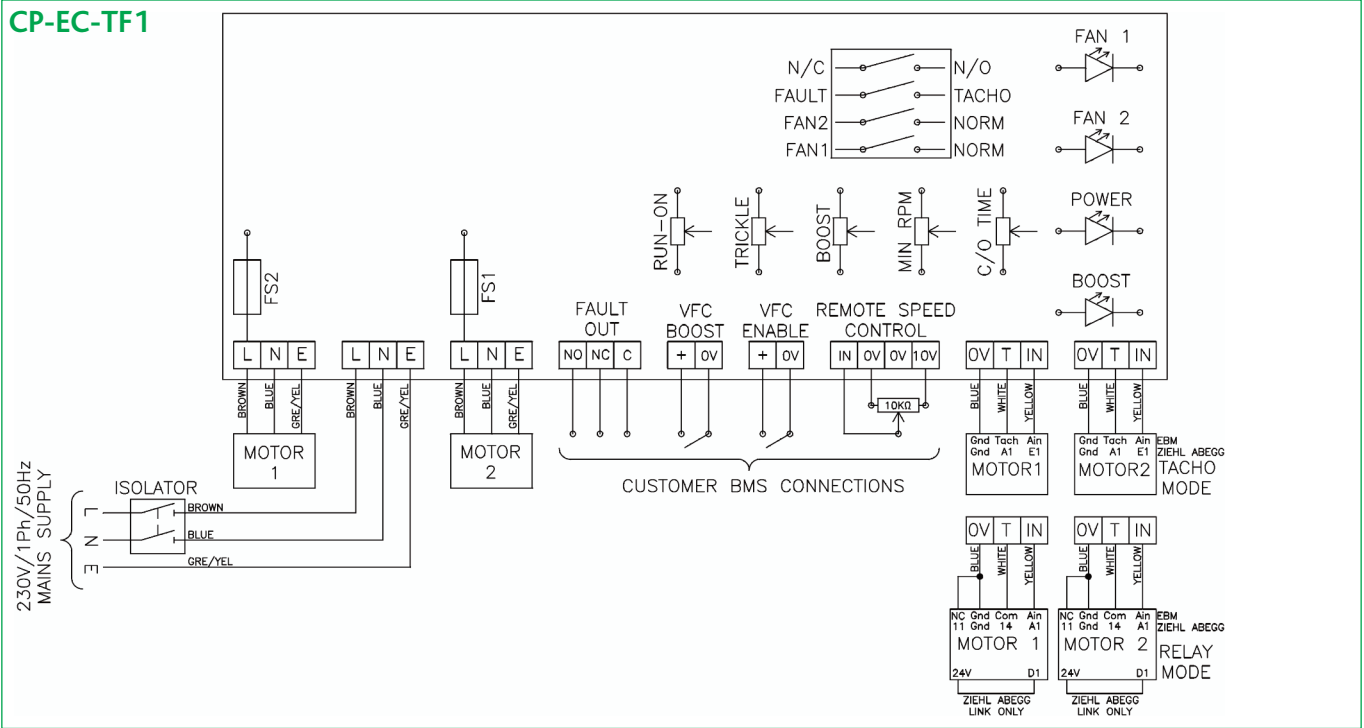 CP-EC-TF1
FAN 1
N/C N/O
FAULT TACHO
FAN2 NORM
FAN1 NORM
FAN 2
POWER
BOOST
RUN-ON
TRICKLE
BOOST
MIN RPM
C/O TIME
FS2
FS1
FAULT
OUT
VFC
BOOST
VFC
ENABLE
REMOTE SPEED
CONTROL
L N E
L N E
L N E
NO NC C
+ 0V
+ 0V
IN 0V 0V 10V
0V T IN
0V T IN
BROWN
BLUE
GRE/YEL
BROWN
BLUE
GRE/YEL
BROWN
BLUE
GRE/YEL
10KΩ
BLUE
WHITE
YELLOW
BLUE
WHITE
YELLOW
MOTOR
1
MOTOR
2
Gnd Tach Ain
Gnd A1 E1
MOTOR1
Gnd Tach Ain
Gnd A1 E1
MOTOR2
EBM
ZIEHL ABEGG
TACHO
MODE
CUSTOMER BMS CONNECTIONS
230V/1Ph/50Hz
MAINS SUPPLY
L
N
E
ISOLATOR
BROWN
BLUE
GRE/YEL
0V T IN
0V T IN
BLUE
WHITE
YELLOW
BLUE
WHITE
YELLOW
NC Gnd Com Ain
11 Gnd 14 A1
MOTOR 1
24V D1
ZIEHL ABEGG
LINK ONLY
NC Gnd Com Ain
11 Gnd 14 A1
MOTOR 2
24V D1
ZIEHL ABEGG
LINK ONLY
EBM
ZIEHL ABEGG
RELAY
MODE